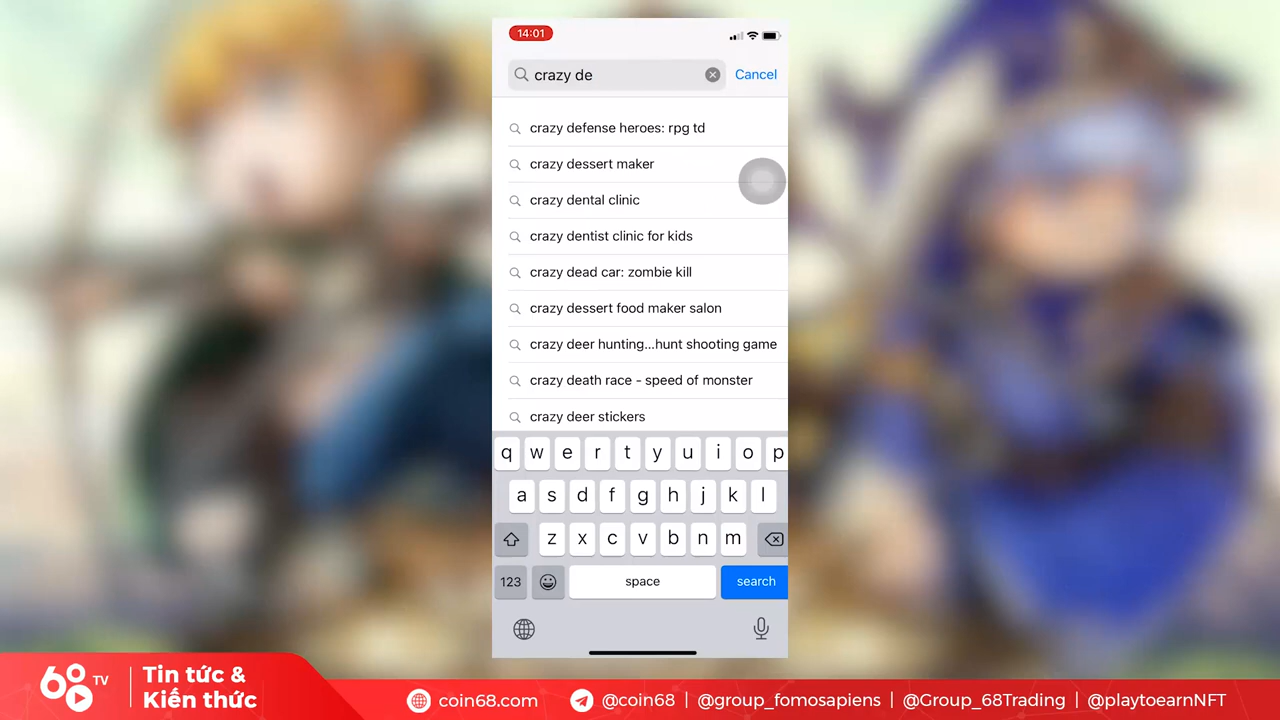 14:01
crazy de
Cancel
crazy defense heroes: rpg td
crazy dessert maker
crazy dental clinic
crazy dentist clinic for kids
crazy dead car: zombie kill
crazy dessert food maker salon
crazy deer hunting...hunt shooting game
crazy death race - speed of monster
crazy deer stickers
q w e r t y u i o p
a s d f g h j k l
z x c v b n m
123 space search
68 TV
Tin tức &
Kiến thức
coin68.com @coin68 | @group_fomosapiens | @Group_68Trading | @playtoearnNFT